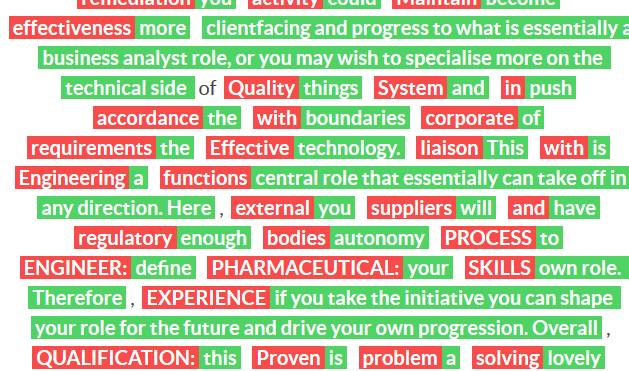 remediation you activity could Maintain become
effectiveness more clientfacing and progress to what is essentially a
business analyst role, or you may wish to specialise more on the
technical side of Quality things System and in push
accordance the with boundaries corporate of
requirements the Effective technology. liaison This with is
Engineering a functions central role that essentially can take off in
any direction. Here , external you suppliers will and have
regulatory enough bodies autonomy PROCESS to
ENGINEER: define PHARMACEUTICAL: your SKILLS own role.
Therefore , EXPERIENCE if you take the initiative you can shape
your role for the future and drive your own progression. Overall ,
QUALIFICATION: this Proven is problem a solving lovely